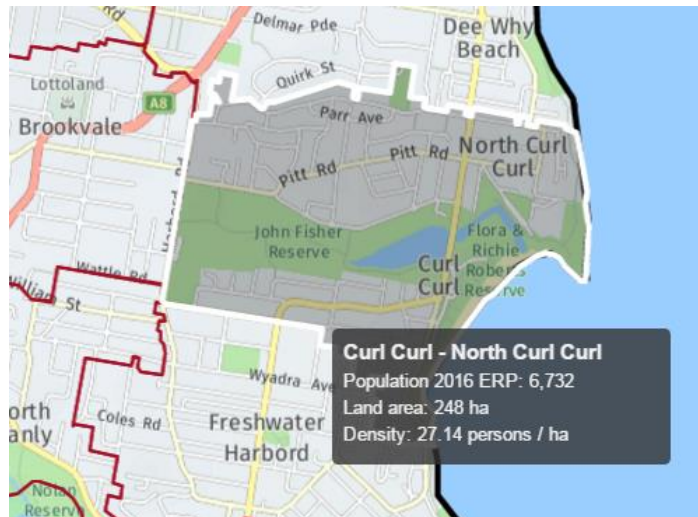 Delmar Pde
Dee Why
Beach
Quirk St
Lottoland
A8
Brookvale
Parr Ave
North Curl
Curl
Pitt Rd
Pitt Rd
Harbord Rd
John Fisher
Reserve
Flora &
Richie
Roberts
Reserve
Curl
Curl
Wattle Rd
William St
Curl Curl - North Curl Curl
Population 2016 ERP: 6,732
Land area: 248 ha
Density: 27.14 persons / ha
Wyadra Ave
Coles Rd
Freshwater
Harbord
orth
anly
Nolan
Reserve